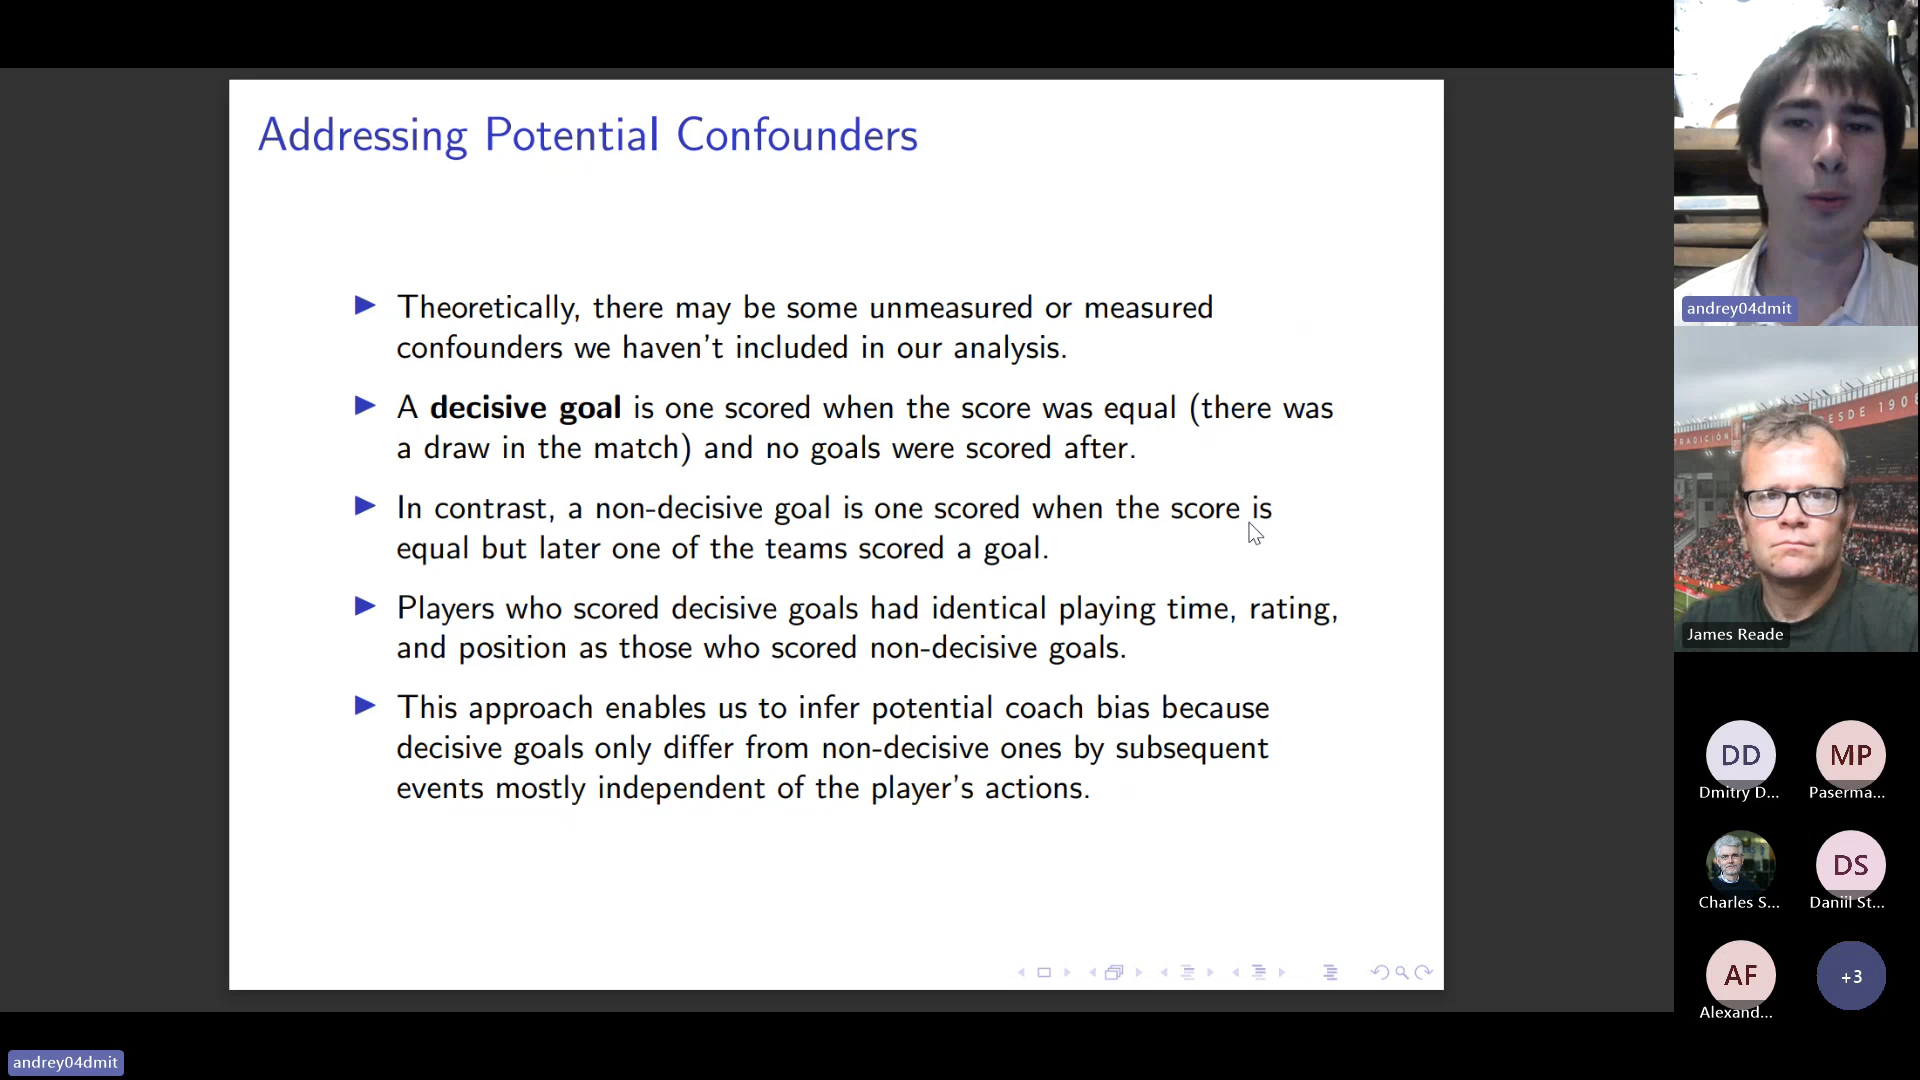 Addressing Potential Confounders
Theoretically, there may be some unmeasured or measured
confounders we haven't included in our analysis.
A decisive goal is one scored when the score was equal (there was
a draw in the match) and no goals were scored after.
In contrast, a non-decisive goal is one scored when the score is
equal but later one of the teams scored a goal.
Players who scored decisive goals had identical playing time, rating,
and position as those who scored non-decisive goals.
This approach enables us to infer potential coach bias because
decisive goals only differ from non-decisive ones by subsequent
events mostly independent of the player's actions.
andrey04dmit
TRADICIÓN
DESDE 1908
James Reade
DD
Dmitry D...
MP
Paserma...
Charles S...
DS
Daniil St...
AF
Alexand...
+3
andrey04dmit